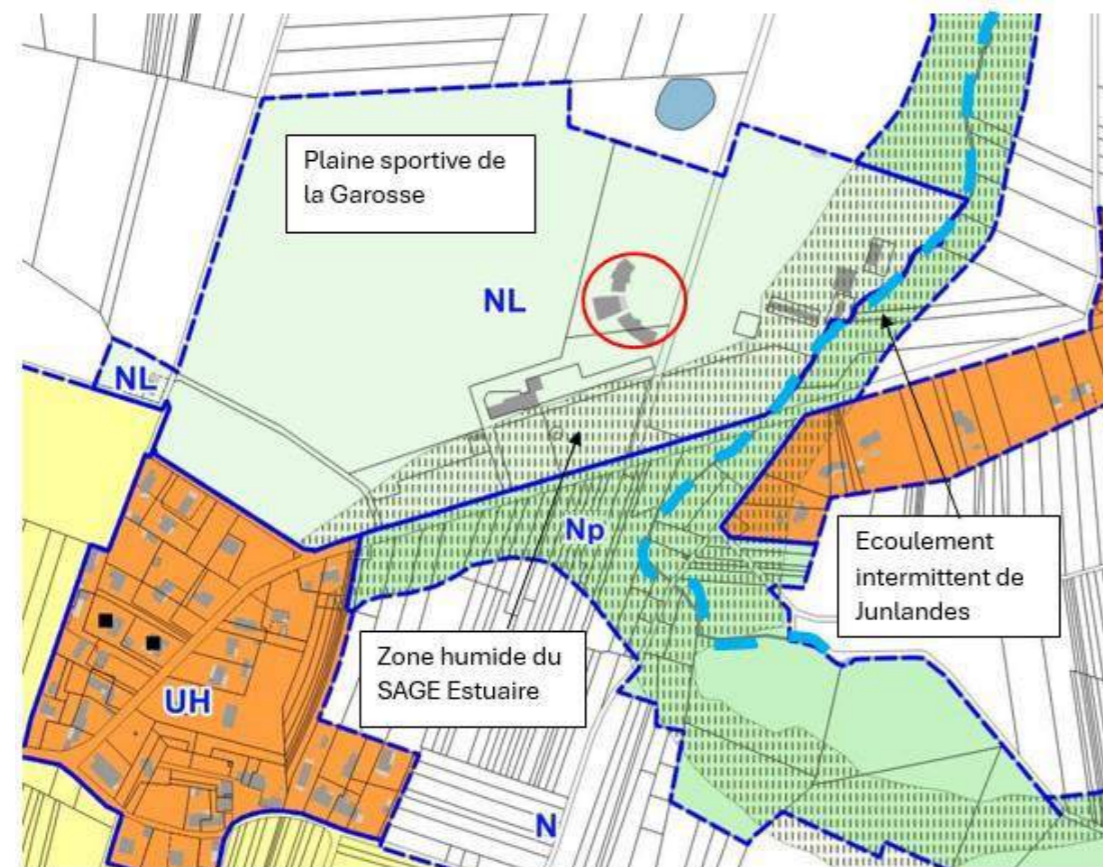 Plaine sportive de
la Garosse
NL
NL
Np
Ecoulement
intermittent de
Junlandes
Zone humide du
SAGE Estuaire
UH
N